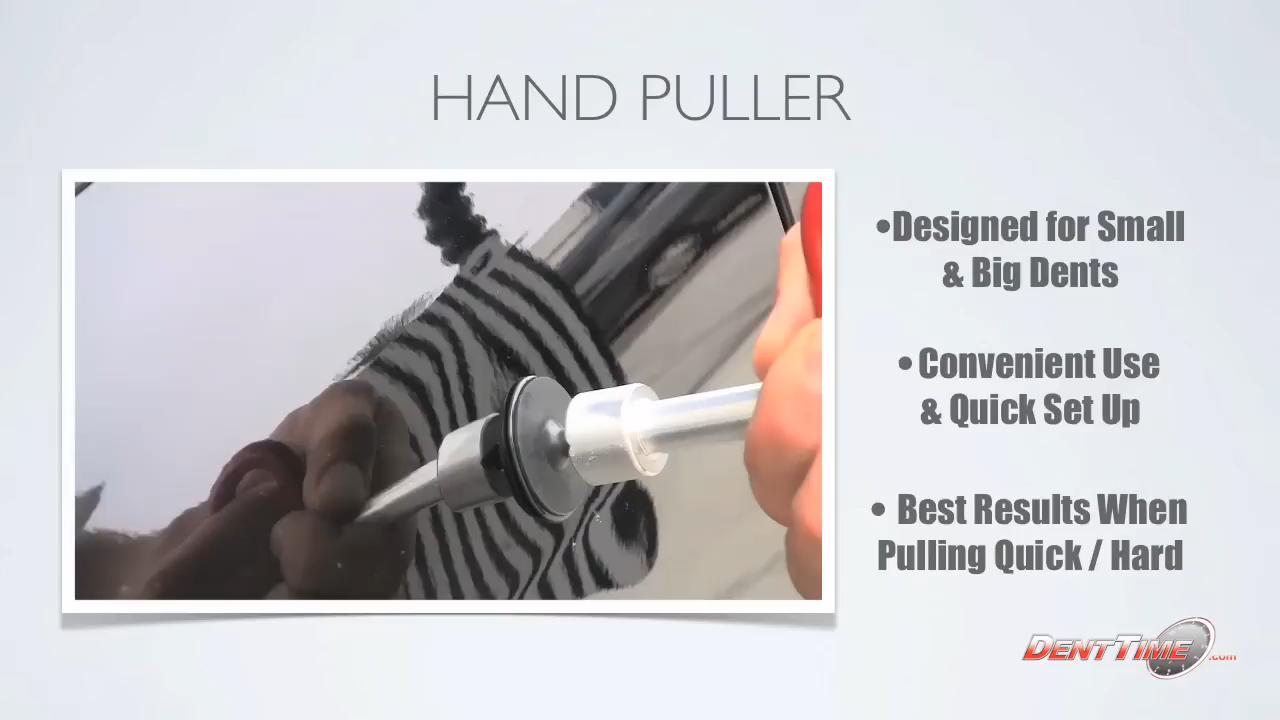 HAND PULLER
•Designed for Small
& Big Dents
• Convenient Use
& Quick Set Up
• Best Results When
Pulling Quick / Hard
DENTTIME.com